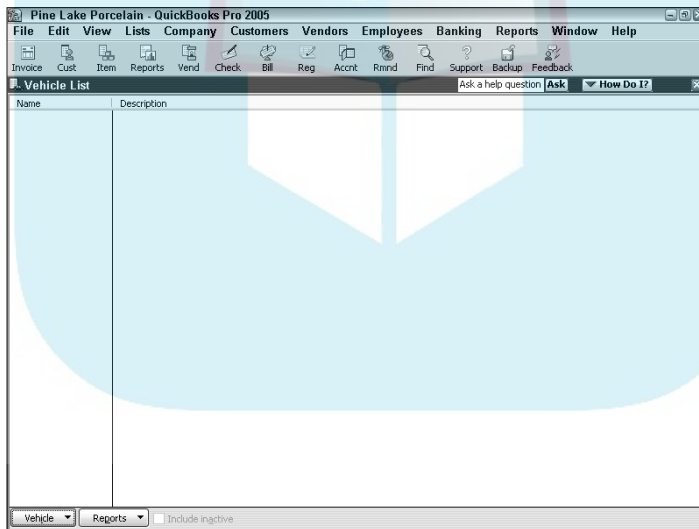 Pine Lake Porcelain - QuickBooks Pro 2005
File Edit View Lists Company Customers Vendors Employees Banking Reports Window Help
Invoice Cust Item Reports Vend Check Bill Reg Accnt Rmnd Find Support Backup Feedback
Vehicle List Ask a help question Ask How Do I?
Name Description
Vehicle Reports Include inactive